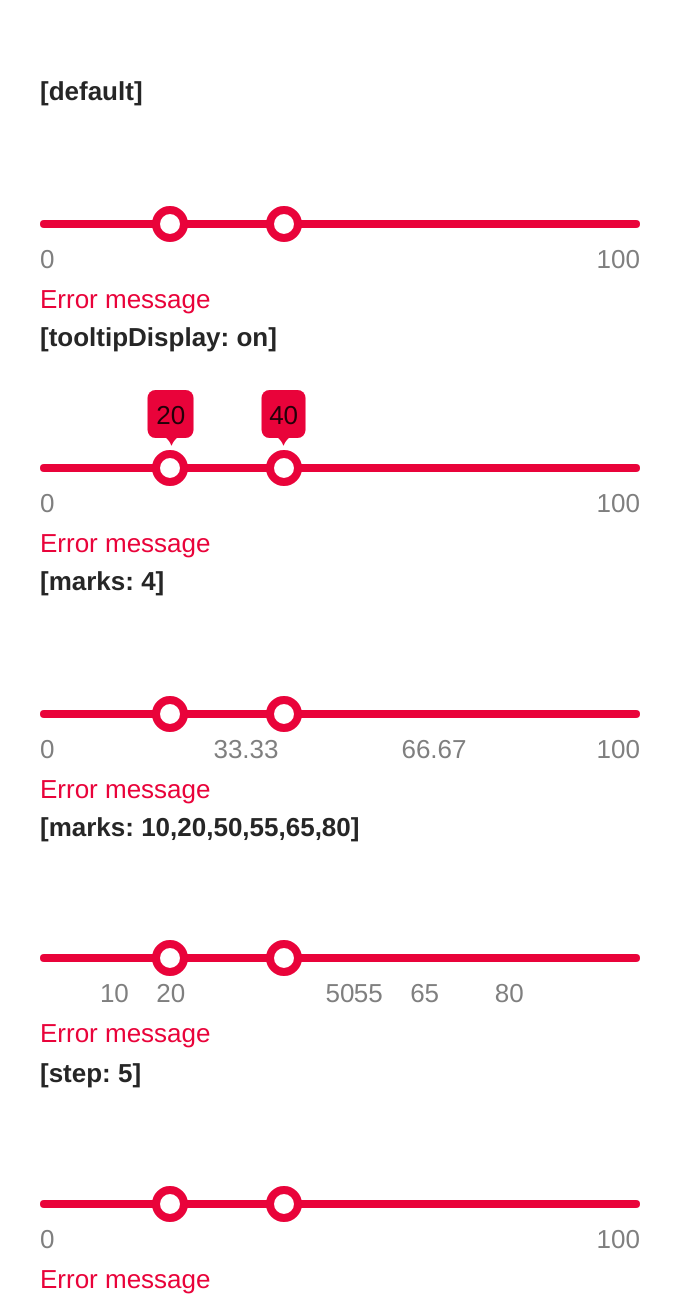 [default]
0 100
Error message
[tooltipDisplay: on]
20 40
0 100
Error message
[marks: 4]
0 33.33 66.67 100
Error message
[marks: 10,20,50,55,65,80]
10 20 5055 65 80
Error message
[step: 5]
0 100
Error message